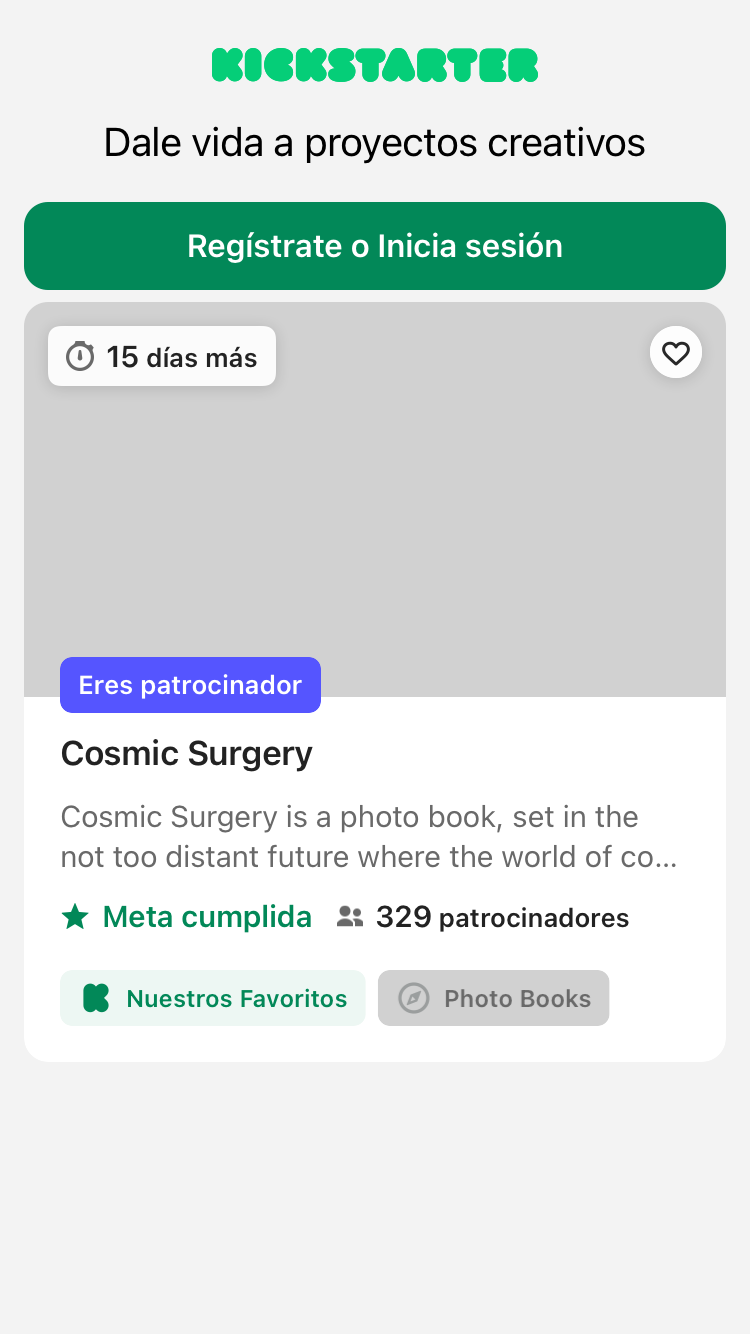 KICKSTARTER
Dale vida a proyectos creativos
Regístrate o Inicia sesión
15 días más
Eres patrocinador
Cosmic Surgery
Cosmic Surgery is a photo book, set in the
not too distant future where the world of co...
Meta cumplida 329 patrocinadores
Nuestros Favoritos Photo Books